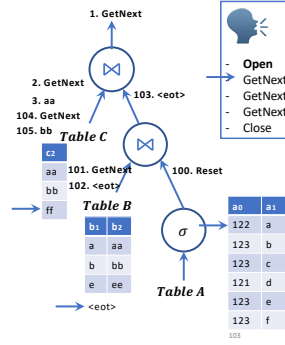 1. GetNext
- Open
- GetNext
- GetNext
- GetNext
- Close
⋈
2. GetNext
3. aa
104. GetNext
105. bb
103. <eot>
Table C
c2
aa
bb
ff
⋈
101. GetNext
102. <eot>
100. Reset
Table B
b1 b2
a aa
b bb
e ee
<eot>
σ
Table A
a0 a1
122 a
123 b
123 c
121 d
123 e
123 f
103